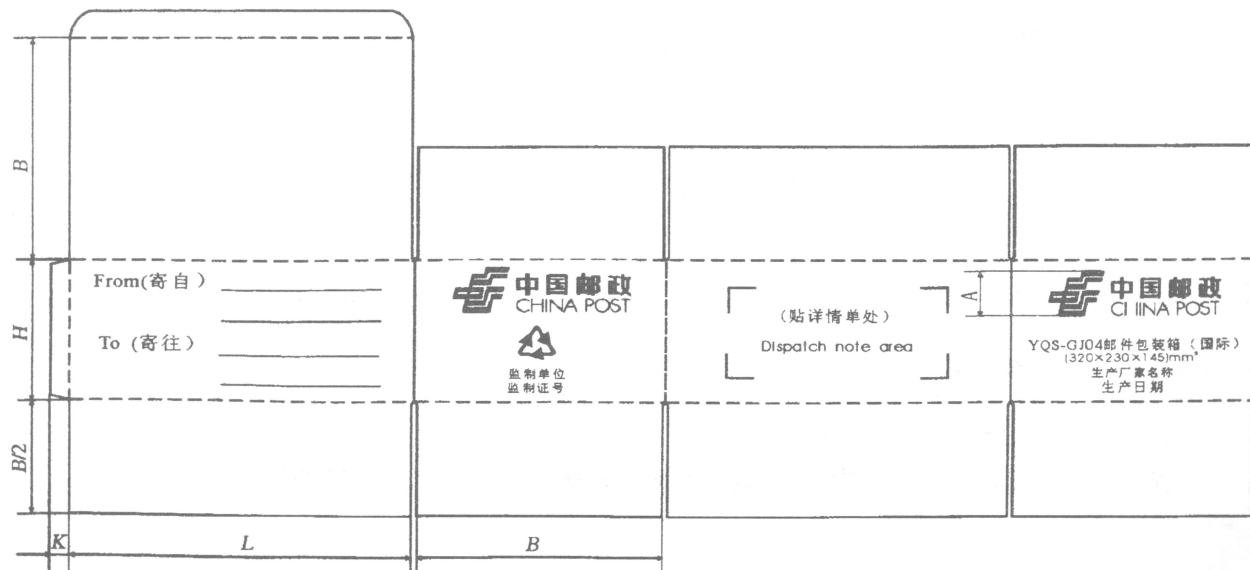 B
From(寄自)
To (寄往)
H
B/2
K
L
B
中国邮政
CHINA POST
监制单位
监制证号
(贴详情单处)
Dispatch note area
A
中国邮政
CHINA POST
YQS-GJ04邮件包装箱(国际)
(320×230×145)mm³
生产厂家名称
生产日期